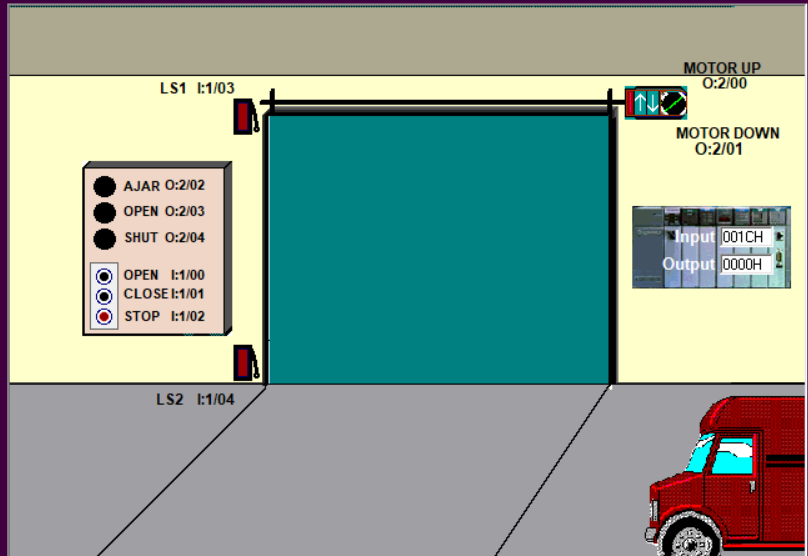 LS1 I:1/03
MOTOR UP
O:2/00
MOTOR DOWN
O:2/01
AJAR O:2/02
OPEN O:2/03
SHUT O:2/04
OPEN I:1/00
CLOSE I:1/01
STOP I:1/02
Input 001CH
Output 0000H
LS2 I:1/04